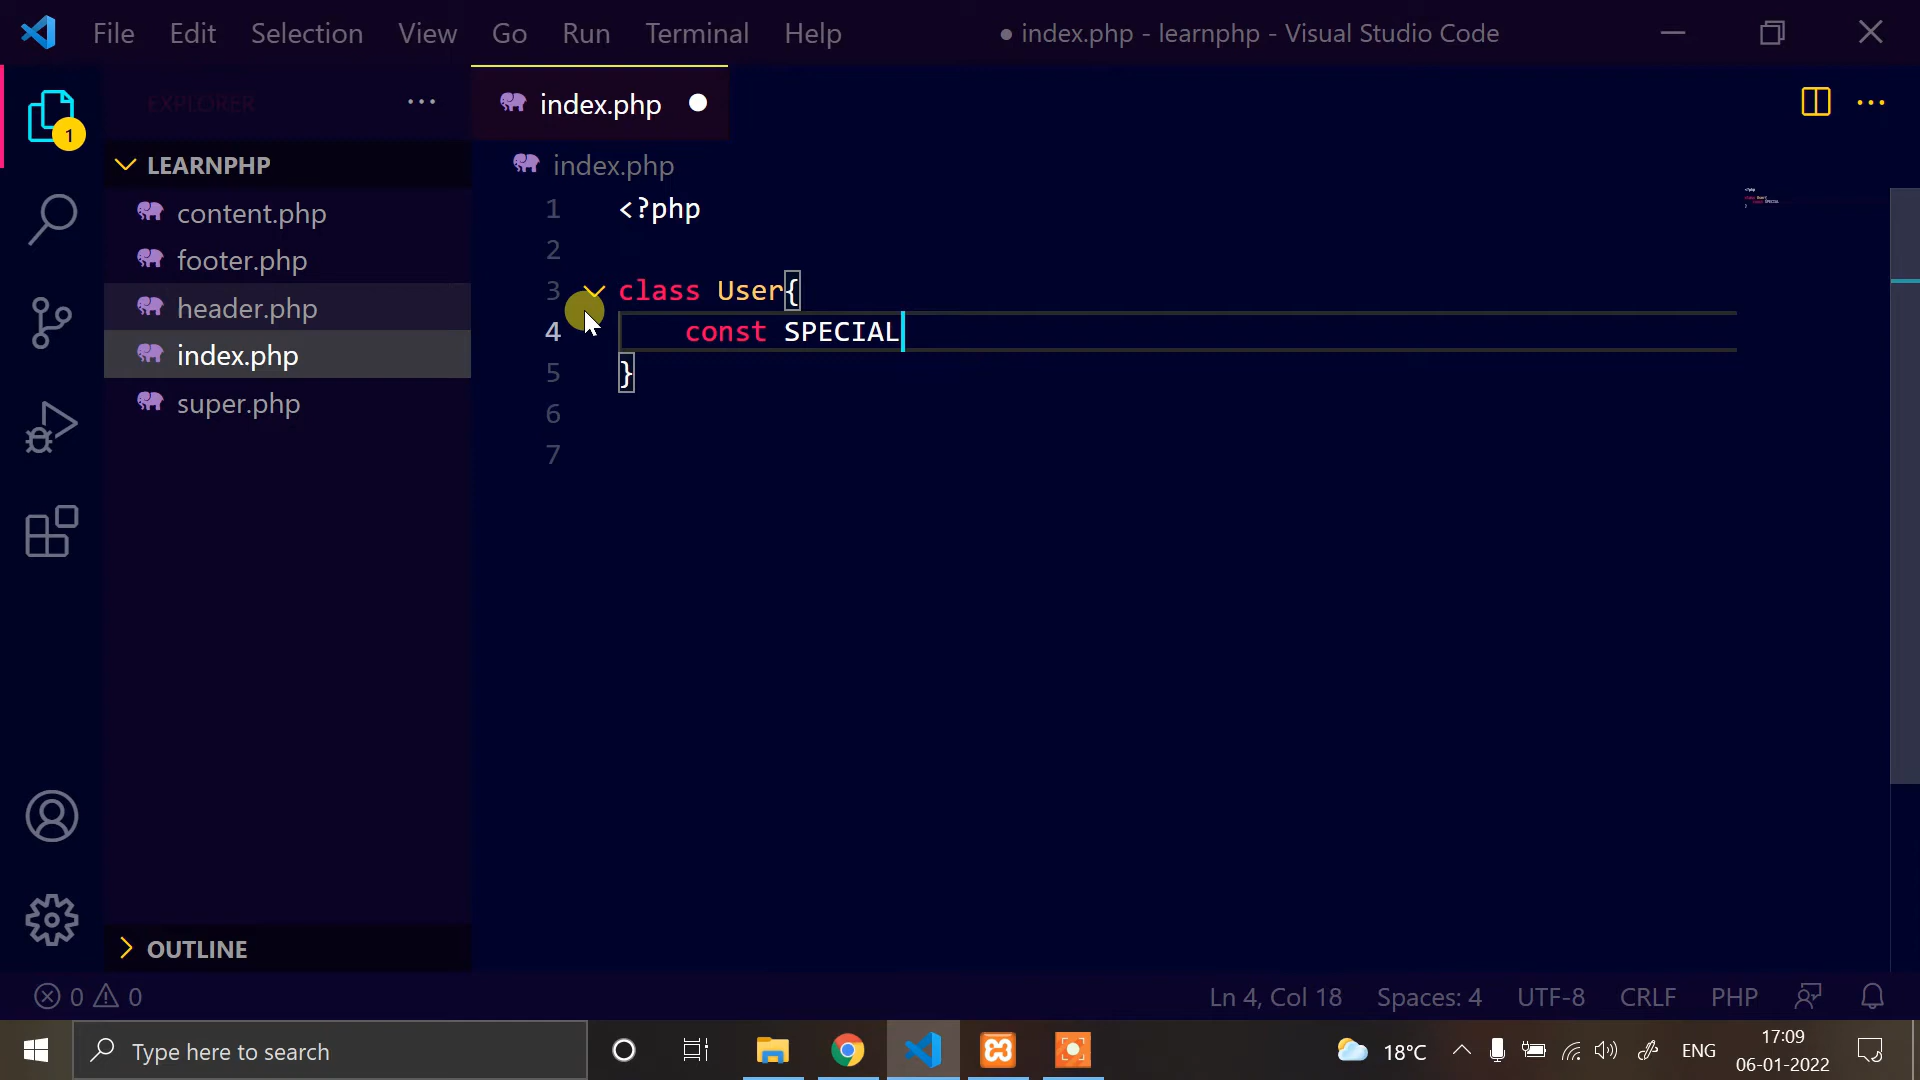 File Edit Selection View Go Run Terminal Help ● index.php - learnphp - Visual Studio Code
EXPLORER ...
index.php
1
LEARNPHP
index.php
content.php
footer.php
header.php
index.php
super.php
1 <?php
2
3 class User{
4 const SPECIAL
5 }
6
7
OUTLINE
0 0
Ln 4, Col 18 Spaces: 4 UTF-8 CRLF PHP
Type here to search
18°C ENG
17:09
06-01-2022